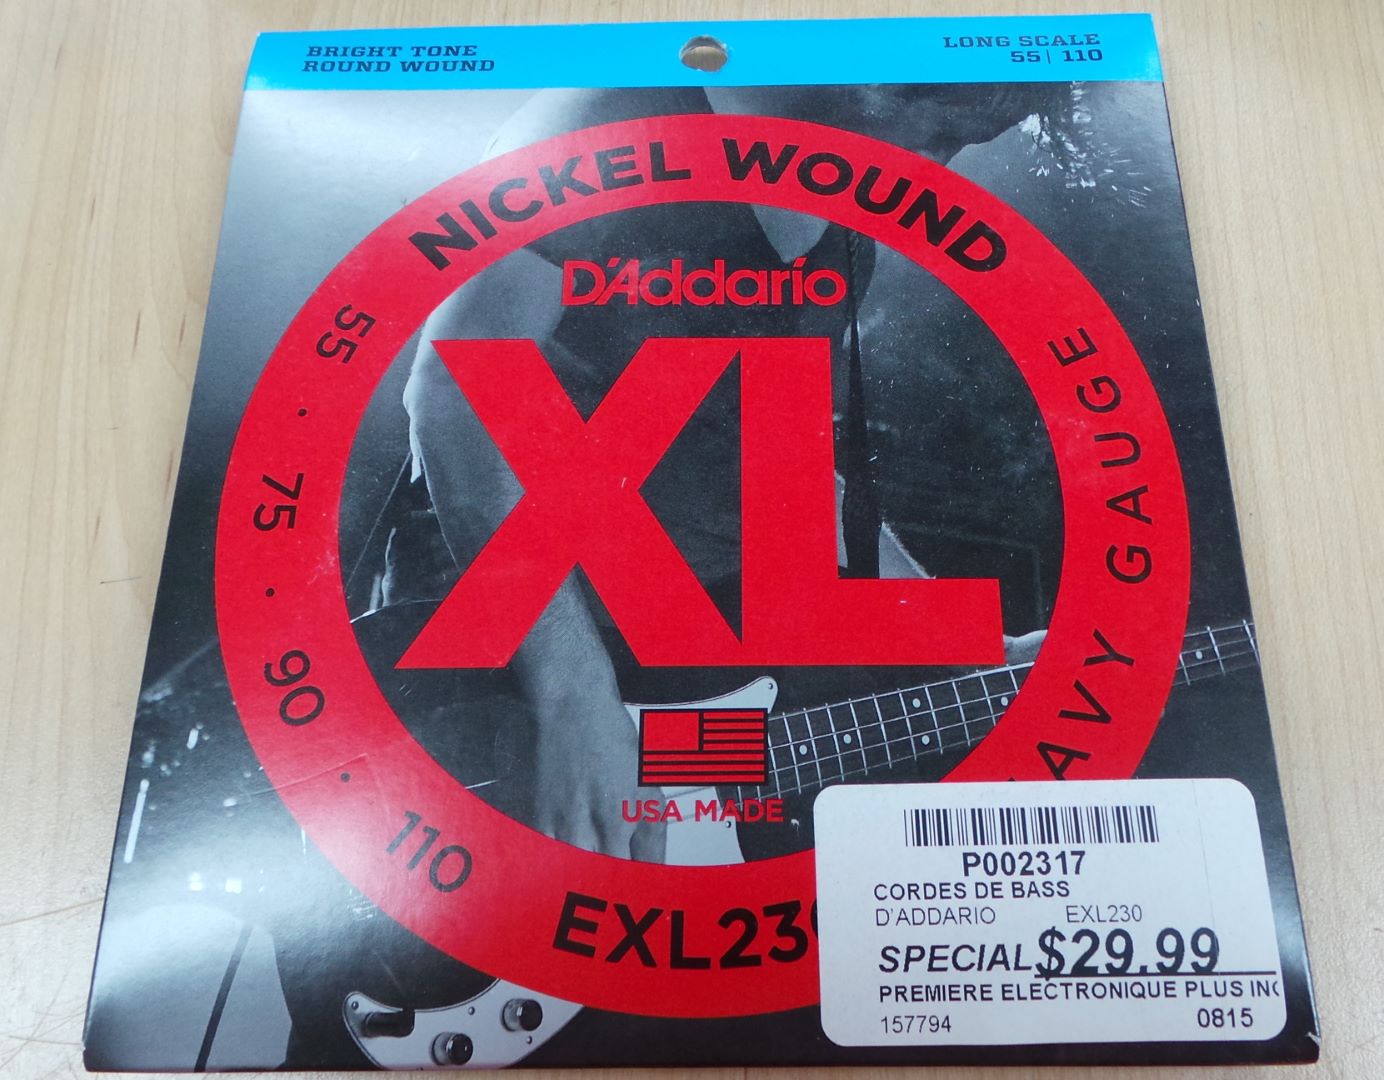 BRIGHT TONE
ROUND WOUND
LONG SCALE
55 | 110
NICKEL WOUND
D'Addario
XL
55 · 75 · 90 · 110
GAUGE
USA MADE
EXL23
P002317
CORDES DE BASS
D'ADDARIO EXL230
SPECIAL $29.99
PREMIERE ELECTRONIQUE PLUS INC
157794 0815